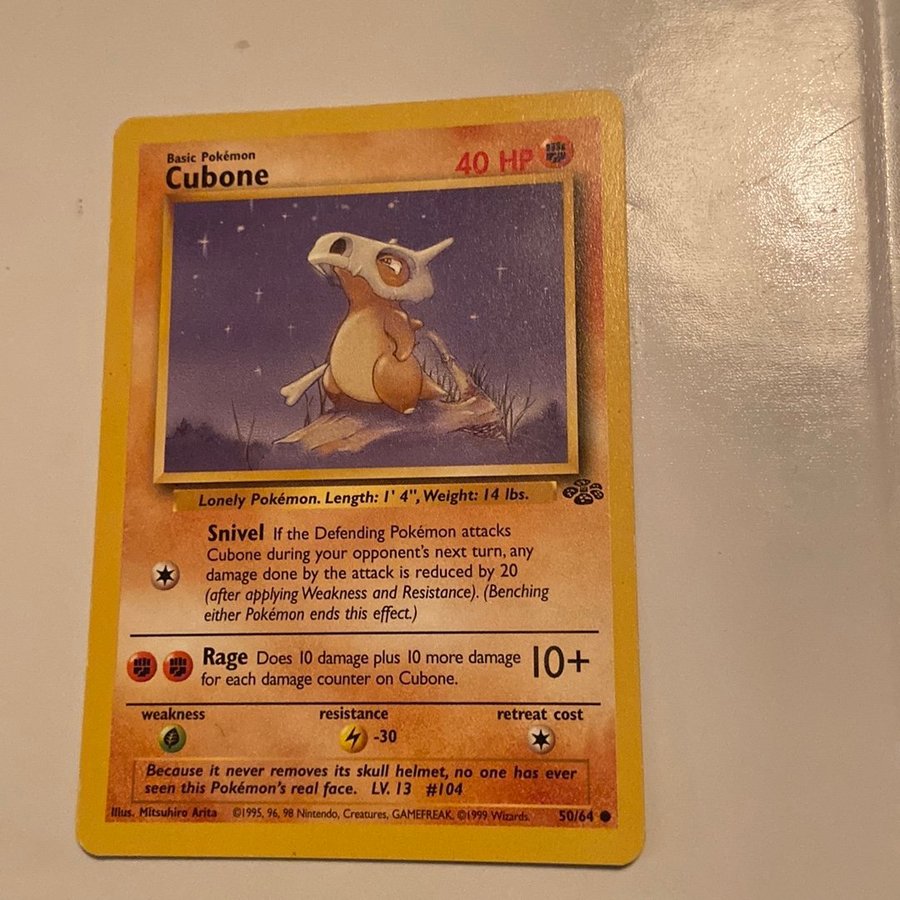 Basic Pokémon
Cubone
40 HP
Lonely Pokémon. Length: 1' 4", Weight: 14 lbs.
Snivel If the Defending Pokémon attacks
Cubone during your opponent's next turn, any
damage done by the attack is reduced by 20
(after applying Weakness and Resistance). (Benching
either Pokémon ends this effect.)
Rage Does 10 damage plus 10 more damage
for each damage counter on Cubone.
10+
weakness resistance retreat cost
-30
Because it never removes its skull helmet, no one has ever
seen this Pokémon's real face. LV. 13 #104
Illus. Mitsuhiro Arita ©1995, 96, 98 Nintendo, Creatures, GAMEFREAK. ©1999 Wizards. 50/64